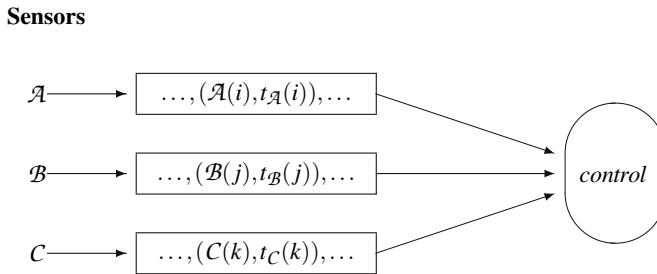 Sensors
𝒜 …,(𝒜(i),t𝒜(i)),…
ℬ …,(ℬ(j),tℬ(j)),… control
𝒞 …,(𝒞(k),t𝒞(k)),…